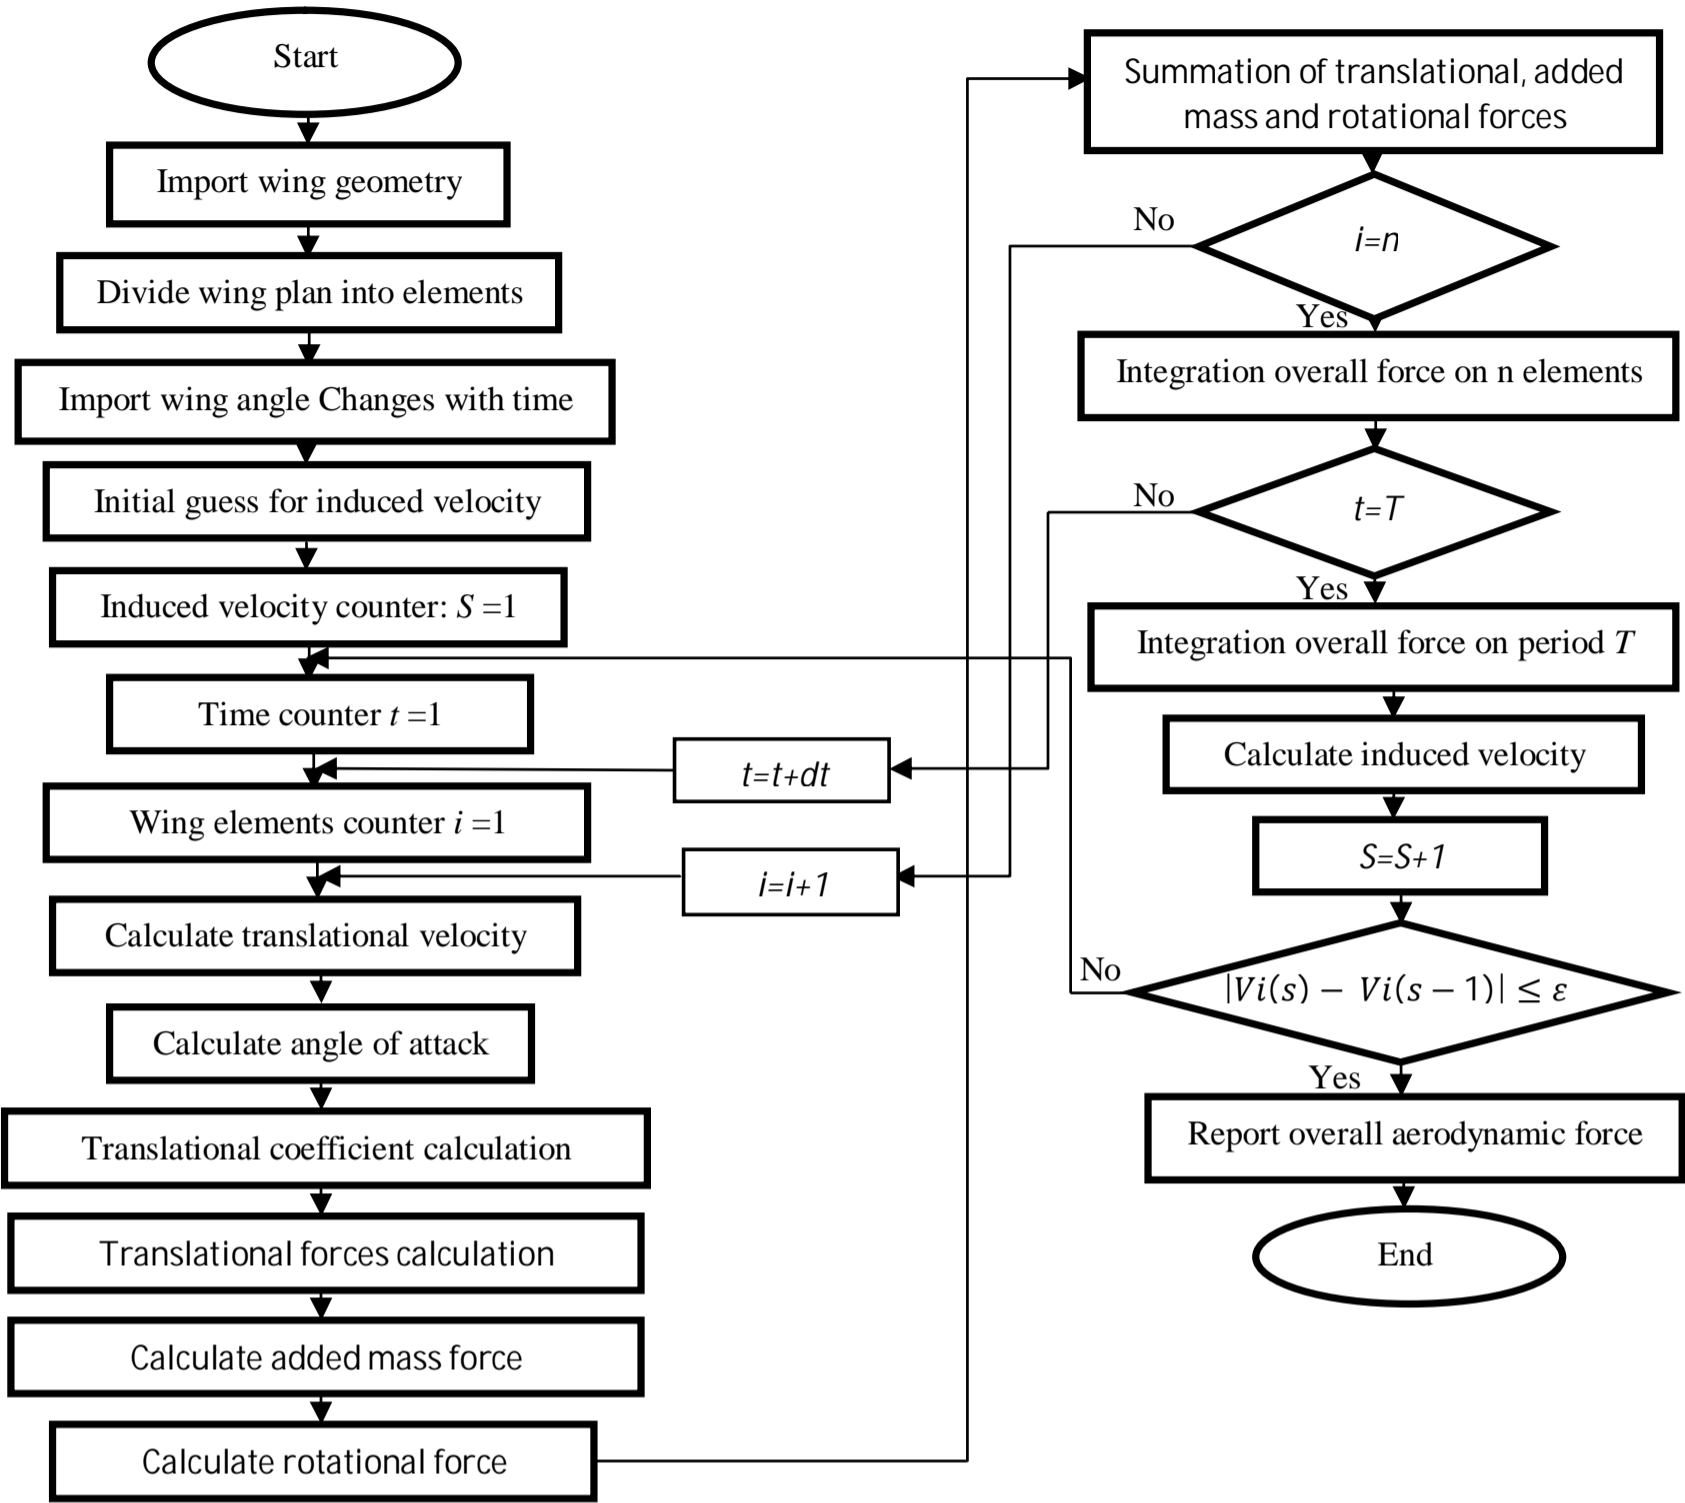 Start
Import wing geometry
Divide wing plan into elements
Import wing angle Changes with time
Initial guess for induced velocity
Induced velocity counter: S =1
Time counter t =1
Wing elements counter i =1
Calculate translational velocity
Calculate angle of attack
Translational coefficient calculation
Translational forces calculation
Calculate added mass force
Calculate rotational force
t=t+dt
i=i+1
Summation of translational, added
mass and rotational forces
No
i=n
Yes
Integration overall force on n elements
No
t=T
Yes
Integration overall force on period T
Calculate induced velocity
S=S+1
No
|Vi(s) − Vi(s − 1)| ≤ ε
Yes
Report overall aerodynamic force
End